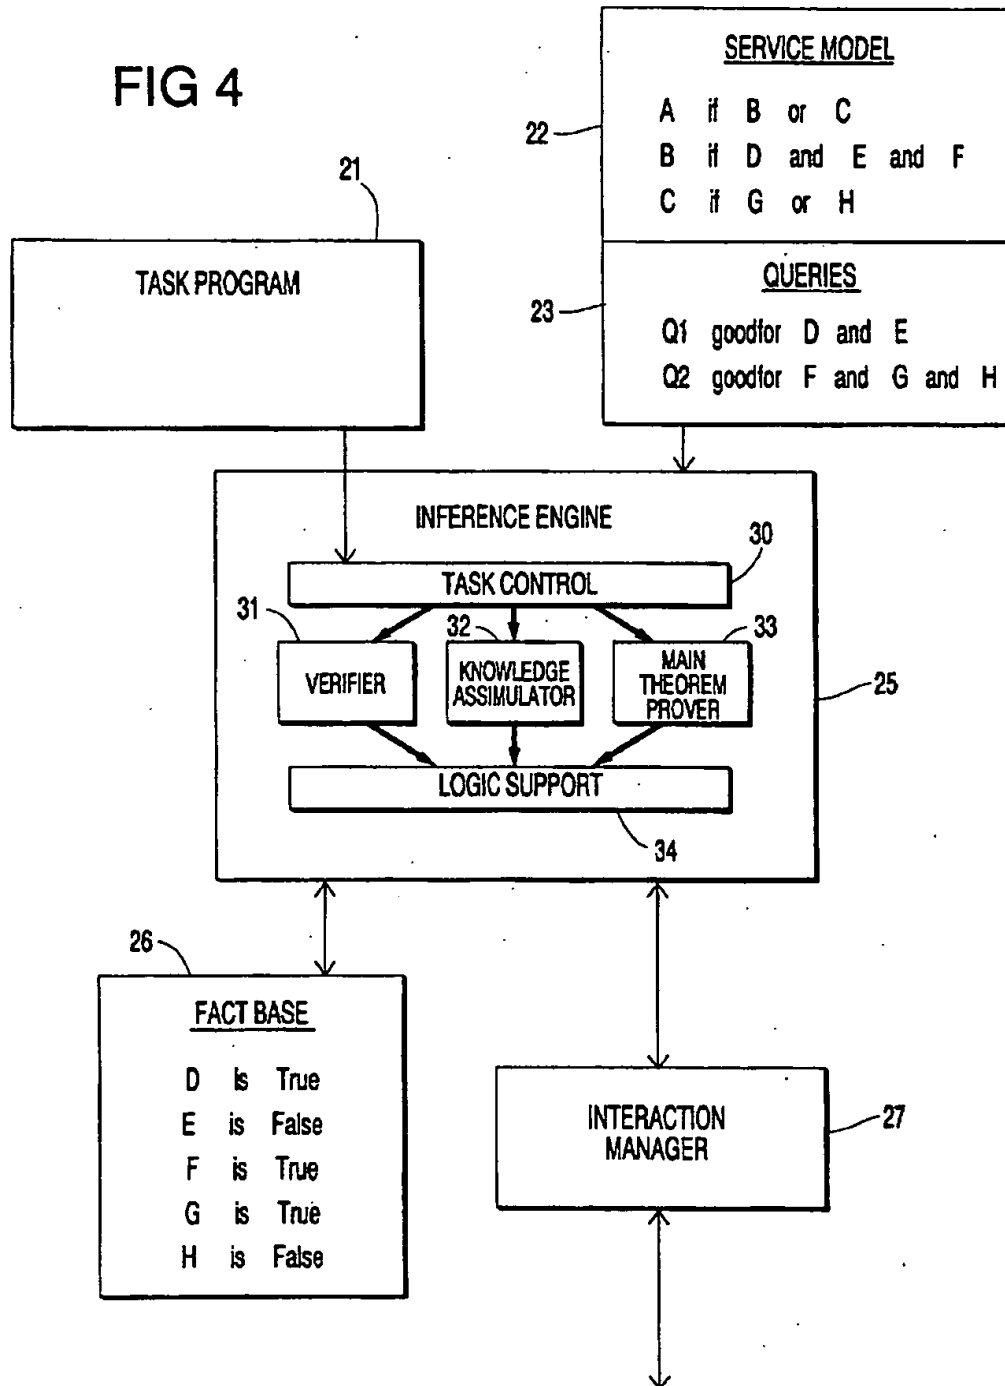 FIG 4
SERVICE MODEL
A if B or C
B if D and E and F
C if G or H
22
21
TASK PROGRAM
QUERIES
23
Q1 goodfor D and E
Q2 goodfor F and G and H
INFERENCE ENGINE
30
TASK CONTROL
31
32
33
VERIFIER
KNOWLEDGE
ASSIMULATOR
MAIN
THEOREM
PROVER
25
LOGIC SUPPORT
34
26
FACT BASE
D is True
E is False
F is True
G is True
H is False
INTERACTION
MANAGER
27